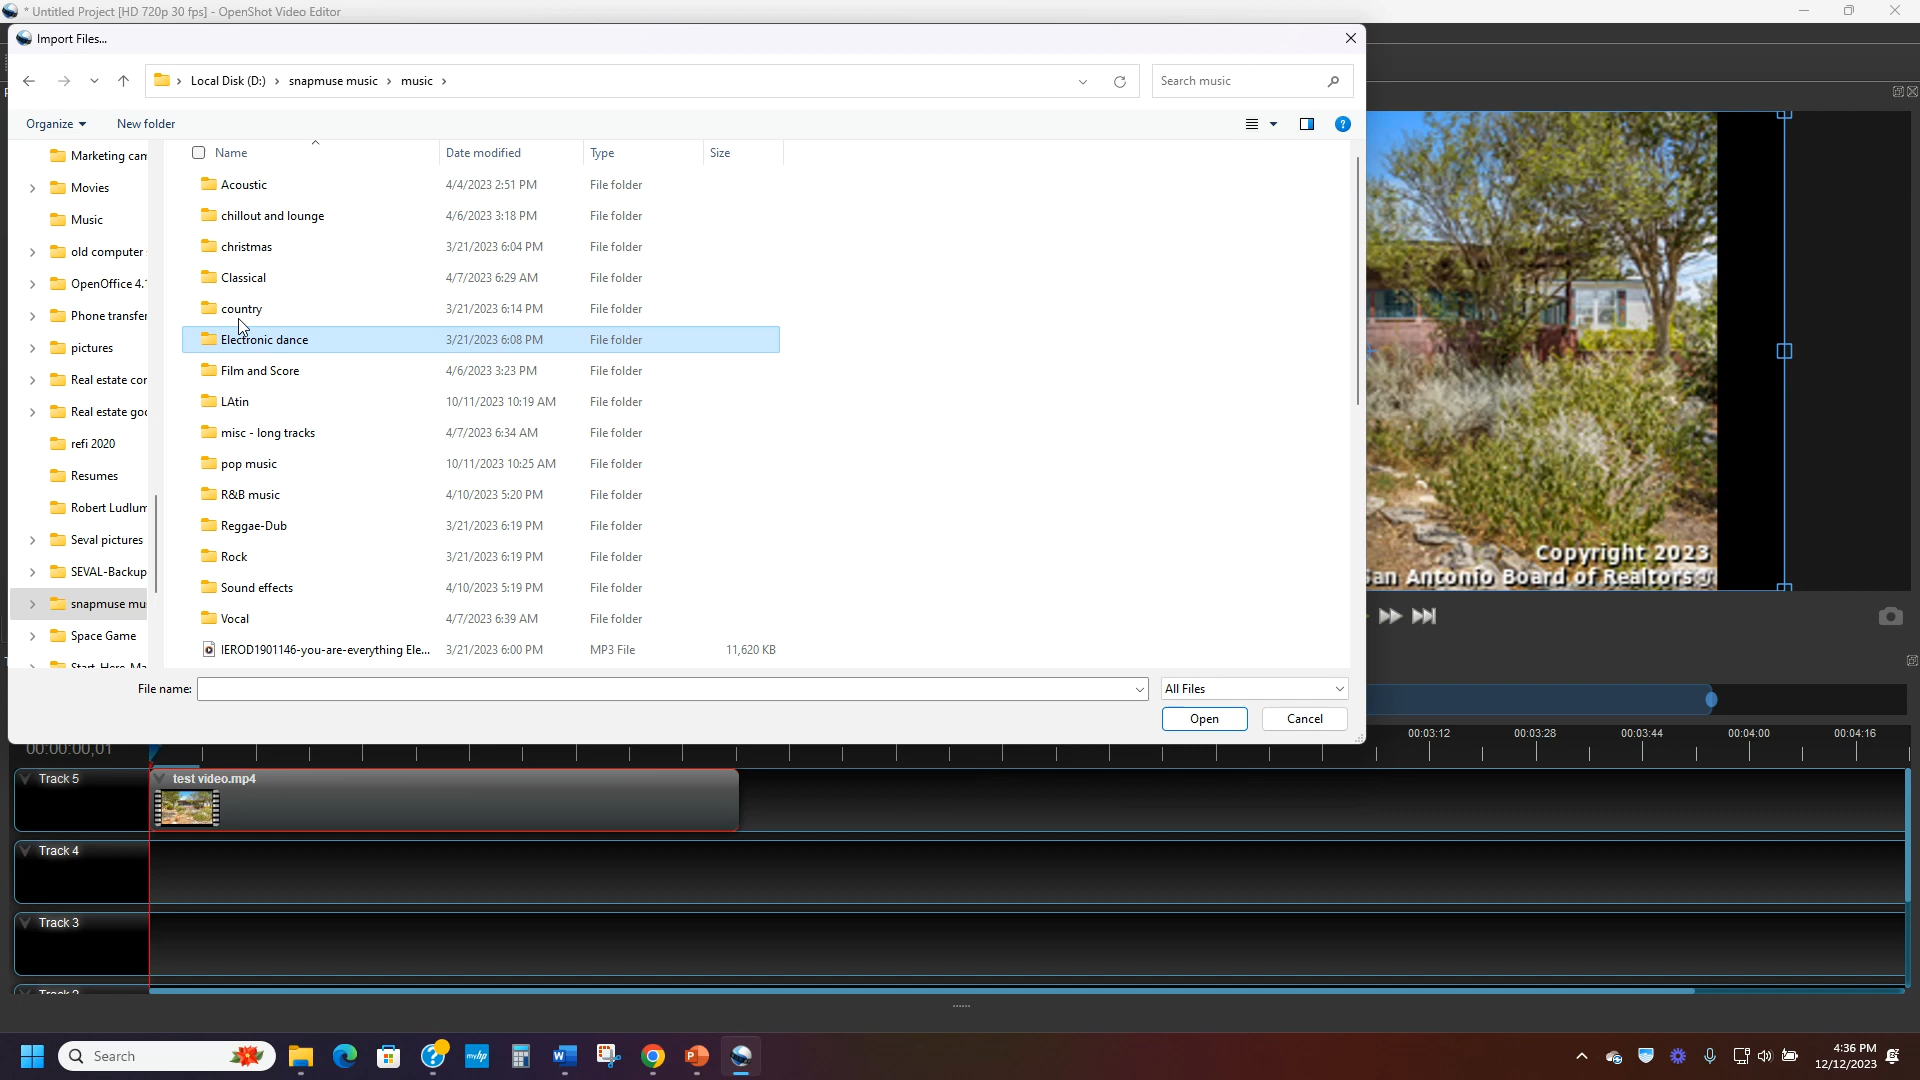 * Untitled Project [HD 720p 30 fps] - OpenShot Video Editor
Import Files...
Local Disk (D:) > snapmuse music > music >
Search music
Organize
New folder
Marketing can
Movies
Music
old computer
OpenOffice 4.
Phone transfer
pictures
Real estate cor
Real estate goo
refi 2020
Resumes
Robert Ludlum
Seval pictures
SEVAL-Backup
snapmuse mu
Space Game
Name Date modified Type Size
Acoustic 4/4/2023 2:51 PM File folder
chillout and lounge 4/6/2023 3:18 PM File folder
christmas 3/21/2023 6:04 PM File folder
Classical 4/7/2023 6:29 AM File folder
country 3/21/2023 6:14 PM File folder
Electronic dance 3/21/2023 6:08 PM File folder
Film and Score 4/6/2023 3:23 PM File folder
LAtin 10/11/2023 10:19 AM File folder
misc - long tracks 4/7/2023 6:34 AM File folder
pop music 10/11/2023 10:25 AM File folder
R&B music 4/10/2023 5:20 PM File folder
Reggae-Dub 3/21/2023 6:19 PM File folder
Rock 3/21/2023 6:19 PM File folder
Sound effects 4/10/2023 5:19 PM File folder
Vocal 4/7/2023 6:39 AM File folder
IEROD1901146-you-are-everything Ele... 3/21/2023 6:00 PM MP3 File 11,620 KB
File name:
All Files
Open
Cancel
Copyright 2023
San Antonio Board of Realtors
00:00:00,01
00:03:12 00:03:28 00:03:44 00:04:00 00:04:16
Track 5
test video.mp4
Track 4
Track 3
Track 2
Search
myhp
4:36 PM
12/12/2023